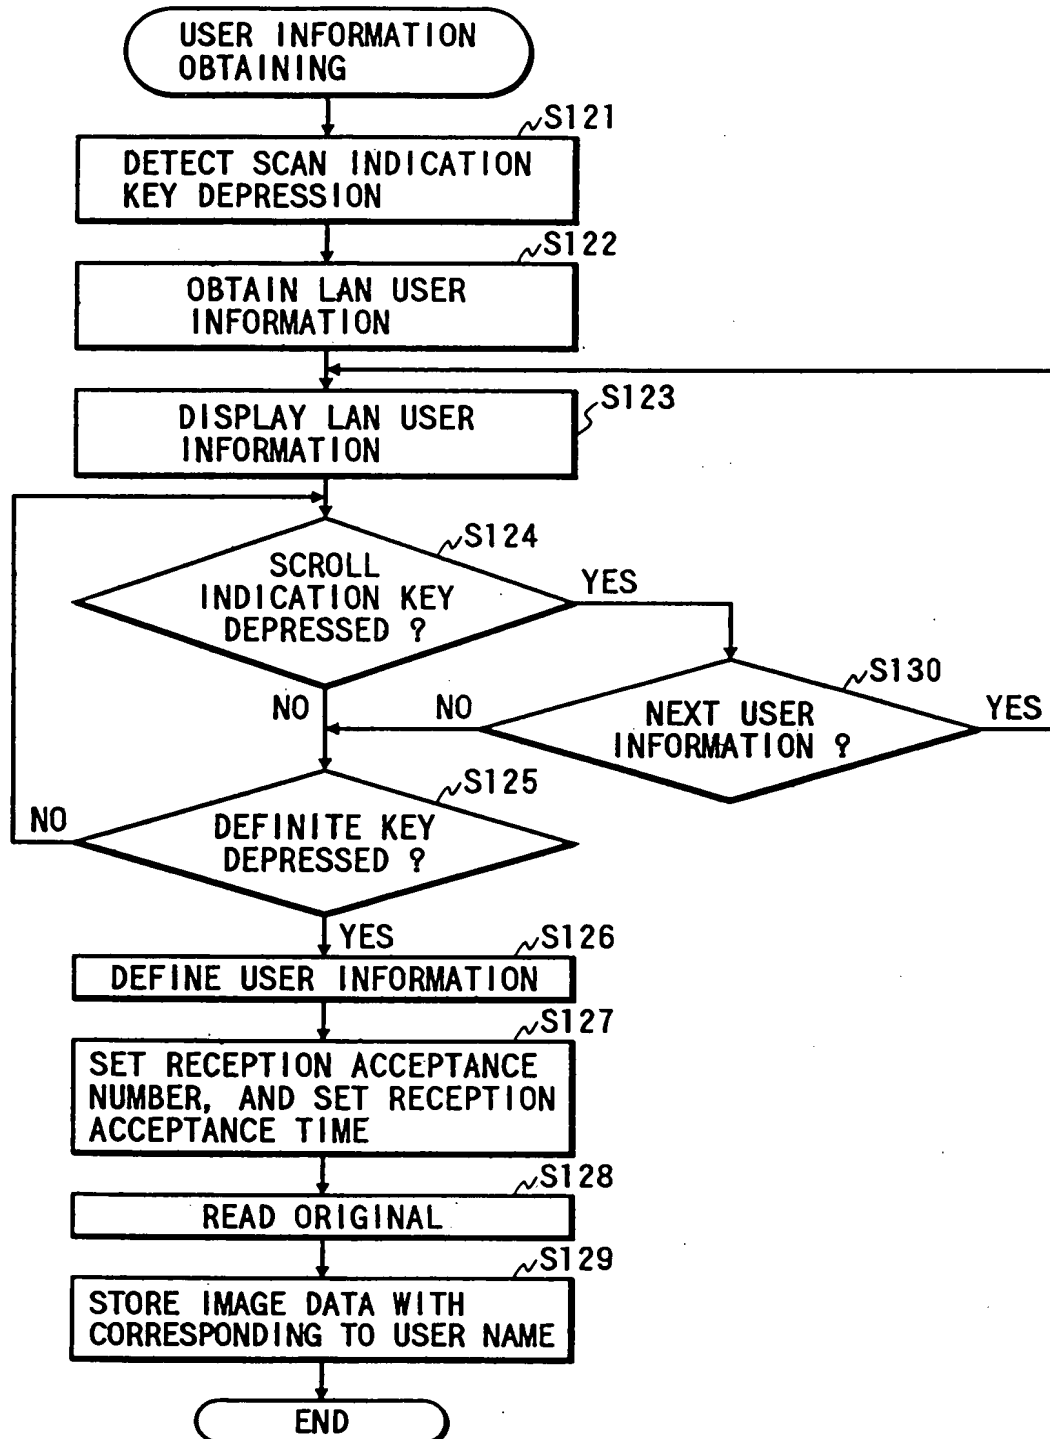 USER INFORMATION
OBTAINING
S121
DETECT SCAN INDICATION
KEY DEPRESSION
S122
OBTAIN LAN USER
INFORMATION
S123
DISPLAY LAN USER
INFORMATION
S124
SCROLL
INDICATION KEY
DEPRESSED ?
YES
NO
S130
NEXT USER
INFORMATION ?
NO
YES
S125
DEFINITE KEY
DEPRESSED ?
NO
YES
S126
DEFINE USER INFORMATION
S127
SET RECEPTION ACCEPTANCE
NUMBER, AND SET RECEPTION
ACCEPTANCE TIME
S128
READ ORIGINAL
S129
STORE IMAGE DATA WITH
CORRESPONDING TO USER NAME
END